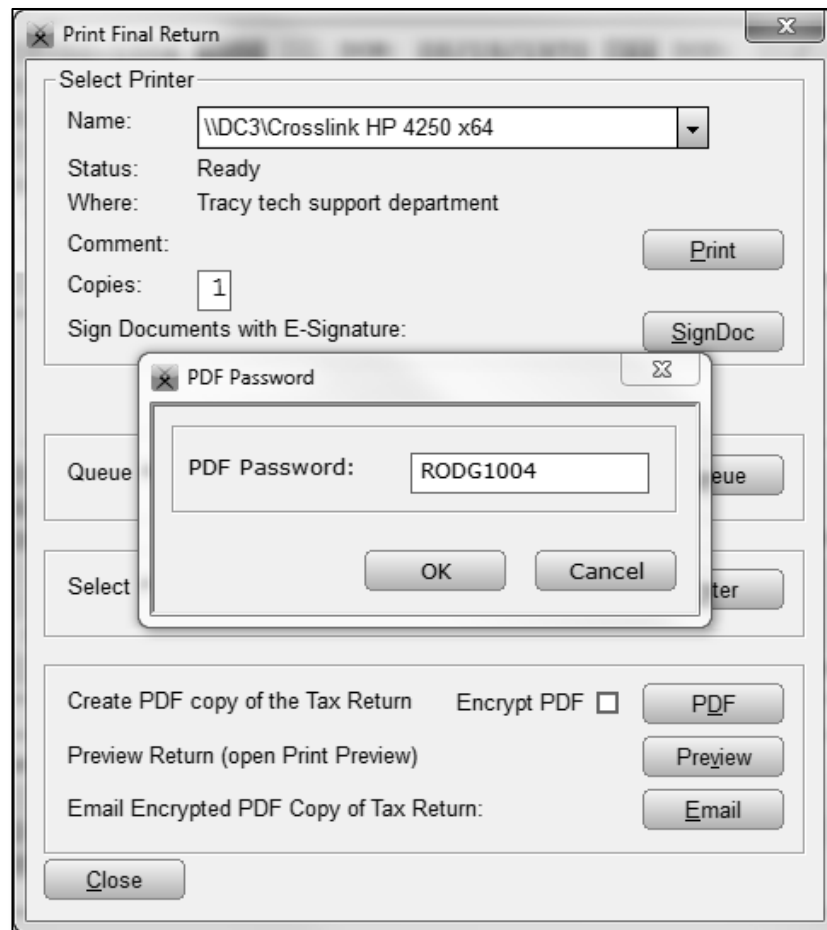 Print Final Return
Select Printer
Name: \\DC3\Crosslink HP 4250 x64
Status: Ready
Where: Tracy tech support department
Comment:
Print
Copies: 1
Sign Documents with E-Signature:
SignDoc
PDF Password
Queue
PDF Password: RODG1004
eue
OK Cancel
Select
ter
Create PDF copy of the Tax Return Encrypt PDF PDF
Preview Return (open Print Preview) Preview
Email Encrypted PDF Copy of Tax Return: Email
Close